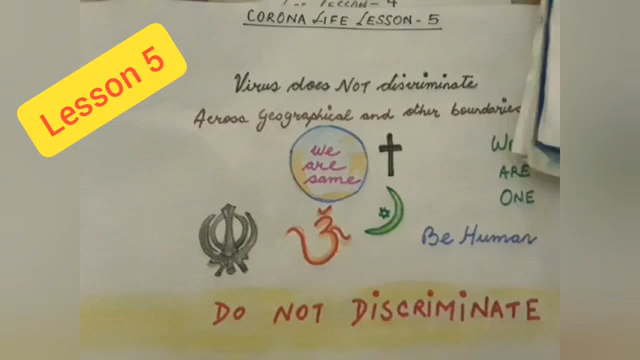 CORONA LIFE LESSON - 5
Lesson 5
Virus does NOT discriminate
Across Geographical and other boundaries
we
are
same
WE
ARE
ONE
ॐ
Be Human
DO NOT DISCRIMINATE